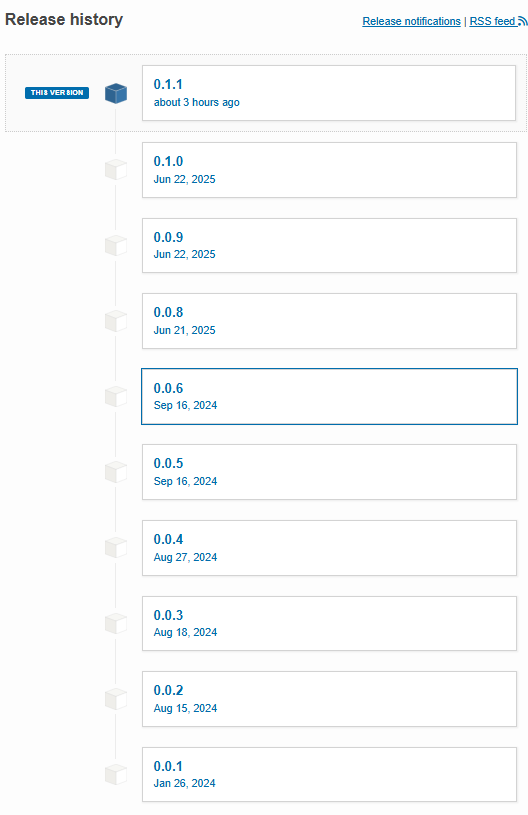 Release history
Release notifications | RSS feed
THIS VERSION
0.1.1
about 3 hours ago
0.1.0
Jun 22, 2025
0.0.9
Jun 22, 2025
0.0.8
Jun 21, 2025
0.0.6
Sep 16, 2024
0.0.5
Sep 16, 2024
0.0.4
Aug 27, 2024
0.0.3
Aug 18, 2024
0.0.2
Aug 15, 2024
0.0.1
Jan 26, 2024